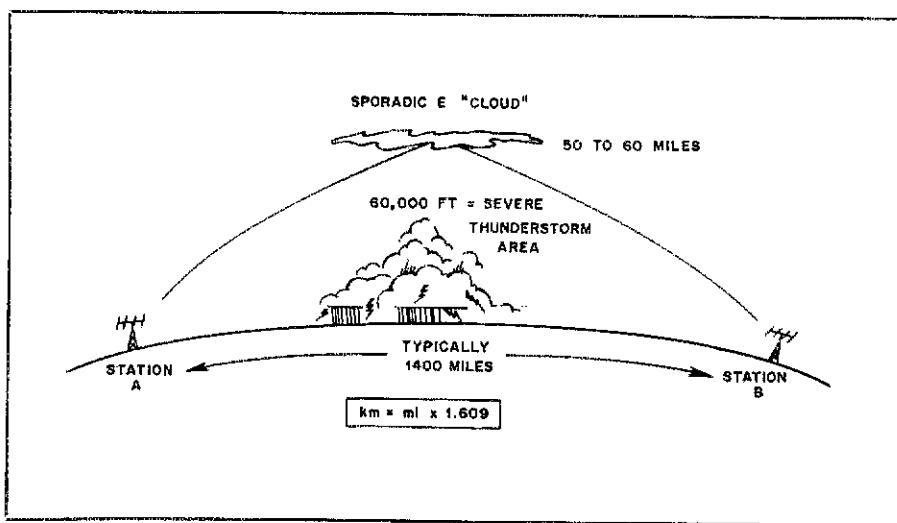 SPORADIC E "CLOUD"
50 TO 60 MILES
60,000 FT = SEVERE
THUNDERSTORM
AREA
TYPICALLY
1400 MILES
STATION
A
STATION
B
km = mi x 1.609